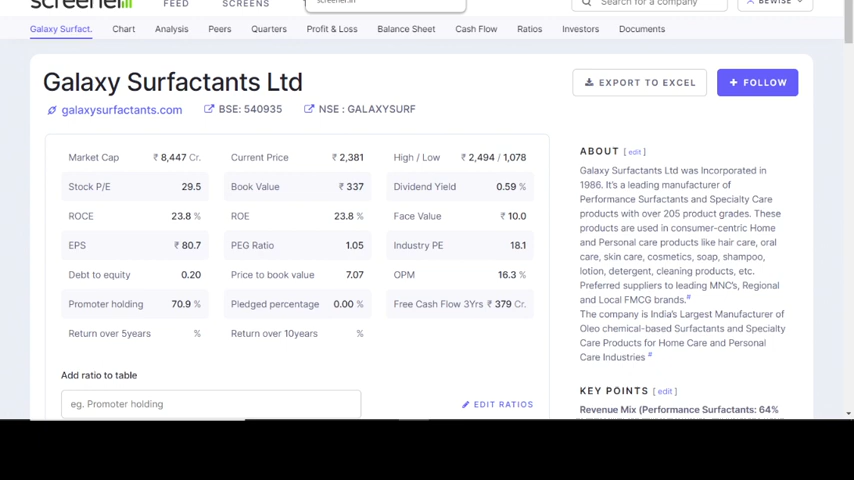 screener
FEED
SCREENS
screener.in
Search for a company
BEWISE
Galaxy Surfact.
Chart
Analysis
Peers
Quarters
Profit & Loss
Balance Sheet
Cash Flow
Ratios
Investors
Documents
Galaxy Surfactants Ltd
EXPORT TO EXCEL
+ FOLLOW
galaxysurfactants.com
BSE: 540935
NSE : GALAXYSURF
Market Cap ₹ 8,447 Cr.
Current Price ₹ 2,381
High / Low ₹ 2,494 / 1,078
Stock P/E 29.5
Book Value ₹ 337
Dividend Yield 0.59 %
ROCE 23.8 %
ROE 23.8 %
Face Value ₹ 10.0
EPS ₹ 80.7
PEG Ratio 1.05
Industry PE 18.1
Debt to equity 0.20
Price to book value 7.07
OPM 16.3 %
Promoter holding 70.9 %
Pledged percentage 0.00 %
Free Cash Flow 3Yrs ₹ 379 Cr.
Return over 5years %
Return over 10years %
Add ratio to table
eg. Promoter holding
EDIT RATIOS
ABOUT [ edit ]
Galaxy Surfactants Ltd was Incorporated in
1986. It's a leading manufacturer of
Performance Surfactants and Specialty Care
products with over 205 product grades. These
products are used in consumer-centric Home
and Personal care products like hair care, oral
care, skin care, cosmetics, soap, shampoo,
lotion, detergent, cleaning products, etc.
Preferred suppliers to leading MNC's, Regional
and Local FMCG brands.#
The company is India's Largest Manufacturer of
Oleo chemical-based Surfactants and Specialty
Care Products for Home Care and Personal
Care Industries #
KEY POINTS [ edit ]
Revenue Mix (Performance Surfactants: 64%